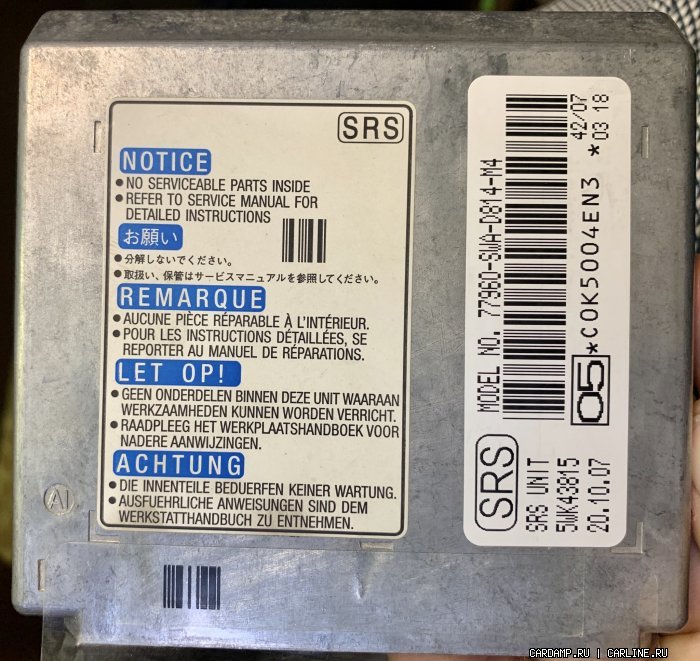 SRS
NOTICE
● NO SERVICEABLE PARTS INSIDE
● REFER TO SERVICE MANUAL FOR
DETAILED INSTRUCTIONS
お願い
● 分解しないでください。
● 取扱い、保管はサービスマニュアルを参照してください。
REMARQUE
● AUCUNE PIÈCE RÉPARABLE À L'INTÉRIEUR.
● POUR LES INSTRUCTIONS DÉTAILLÉES, SE
REPORTER AU MANUEL DE RÉPARATIONS.
LET OP!
● GEEN ONDERDELEN BINNEN DEZE UNIT WAARAAN
WERKZAAMHEDEN KUNNEN WORDEN VERRICHT.
● RAADPLEEG HET WERKPLAATSHANDBOEK VOOR
NADERE AANWIJZINGEN.
ACHTUNG
● DIE INNENTEILE BEDUERFEN KEINER WARTUNG.
● AUSFUEHRLICHE ANWEISUNGEN SIND DEM
WERKSTATTHANDBUCH ZU ENTNEHMEN.
AI
SRS
SRS UNIT
5WK43815
20.10.07
MODEL NO. 77960-SWA-D814-M4
05 *C0K5004EN3 *
42/07
03 18
CARDAMP.RU | CARLINE.RU